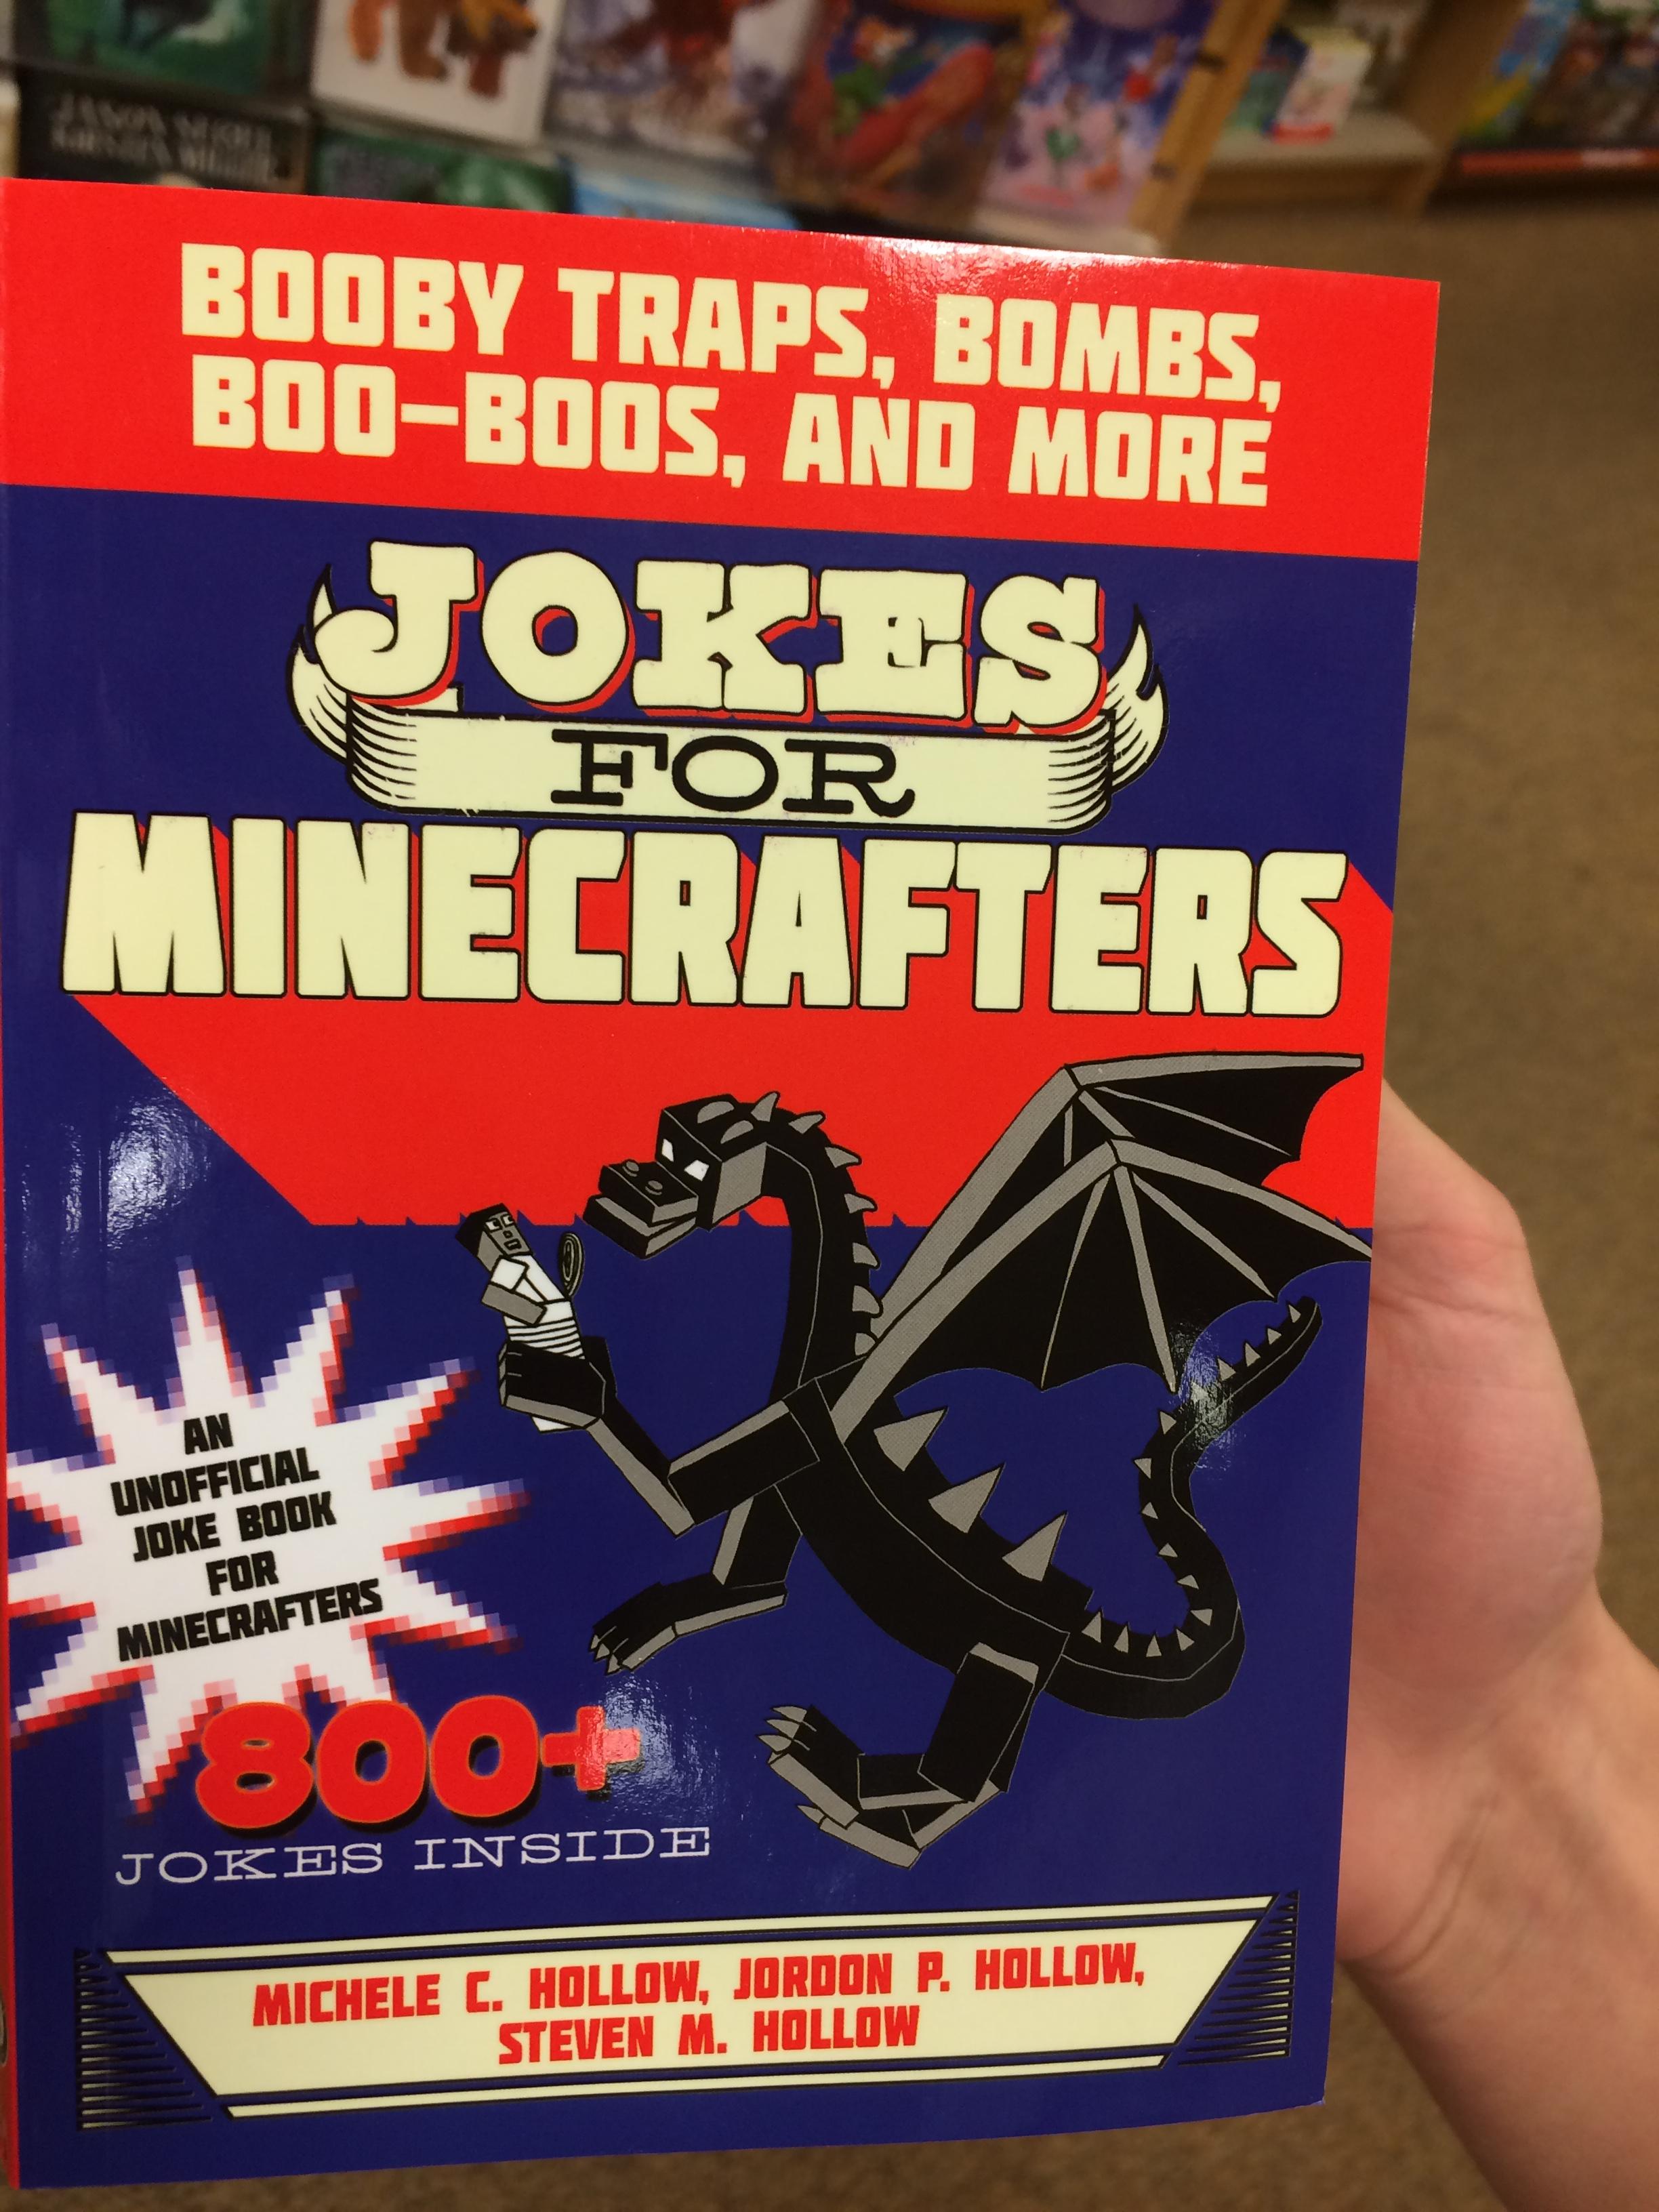 BOOBY TRAPS, BOMBS,
BOO-BOOS, AND MORE
JOKES
FOR
MINECRAFTERS
AN
UNOFFICIAL
JOKE BOOK
FOR
MINECRAFTERS
800+
JOKES INSIDE
MICHELE C. HOLLOW, JORDON P. HOLLOW,
STEVEN M. HOLLOW